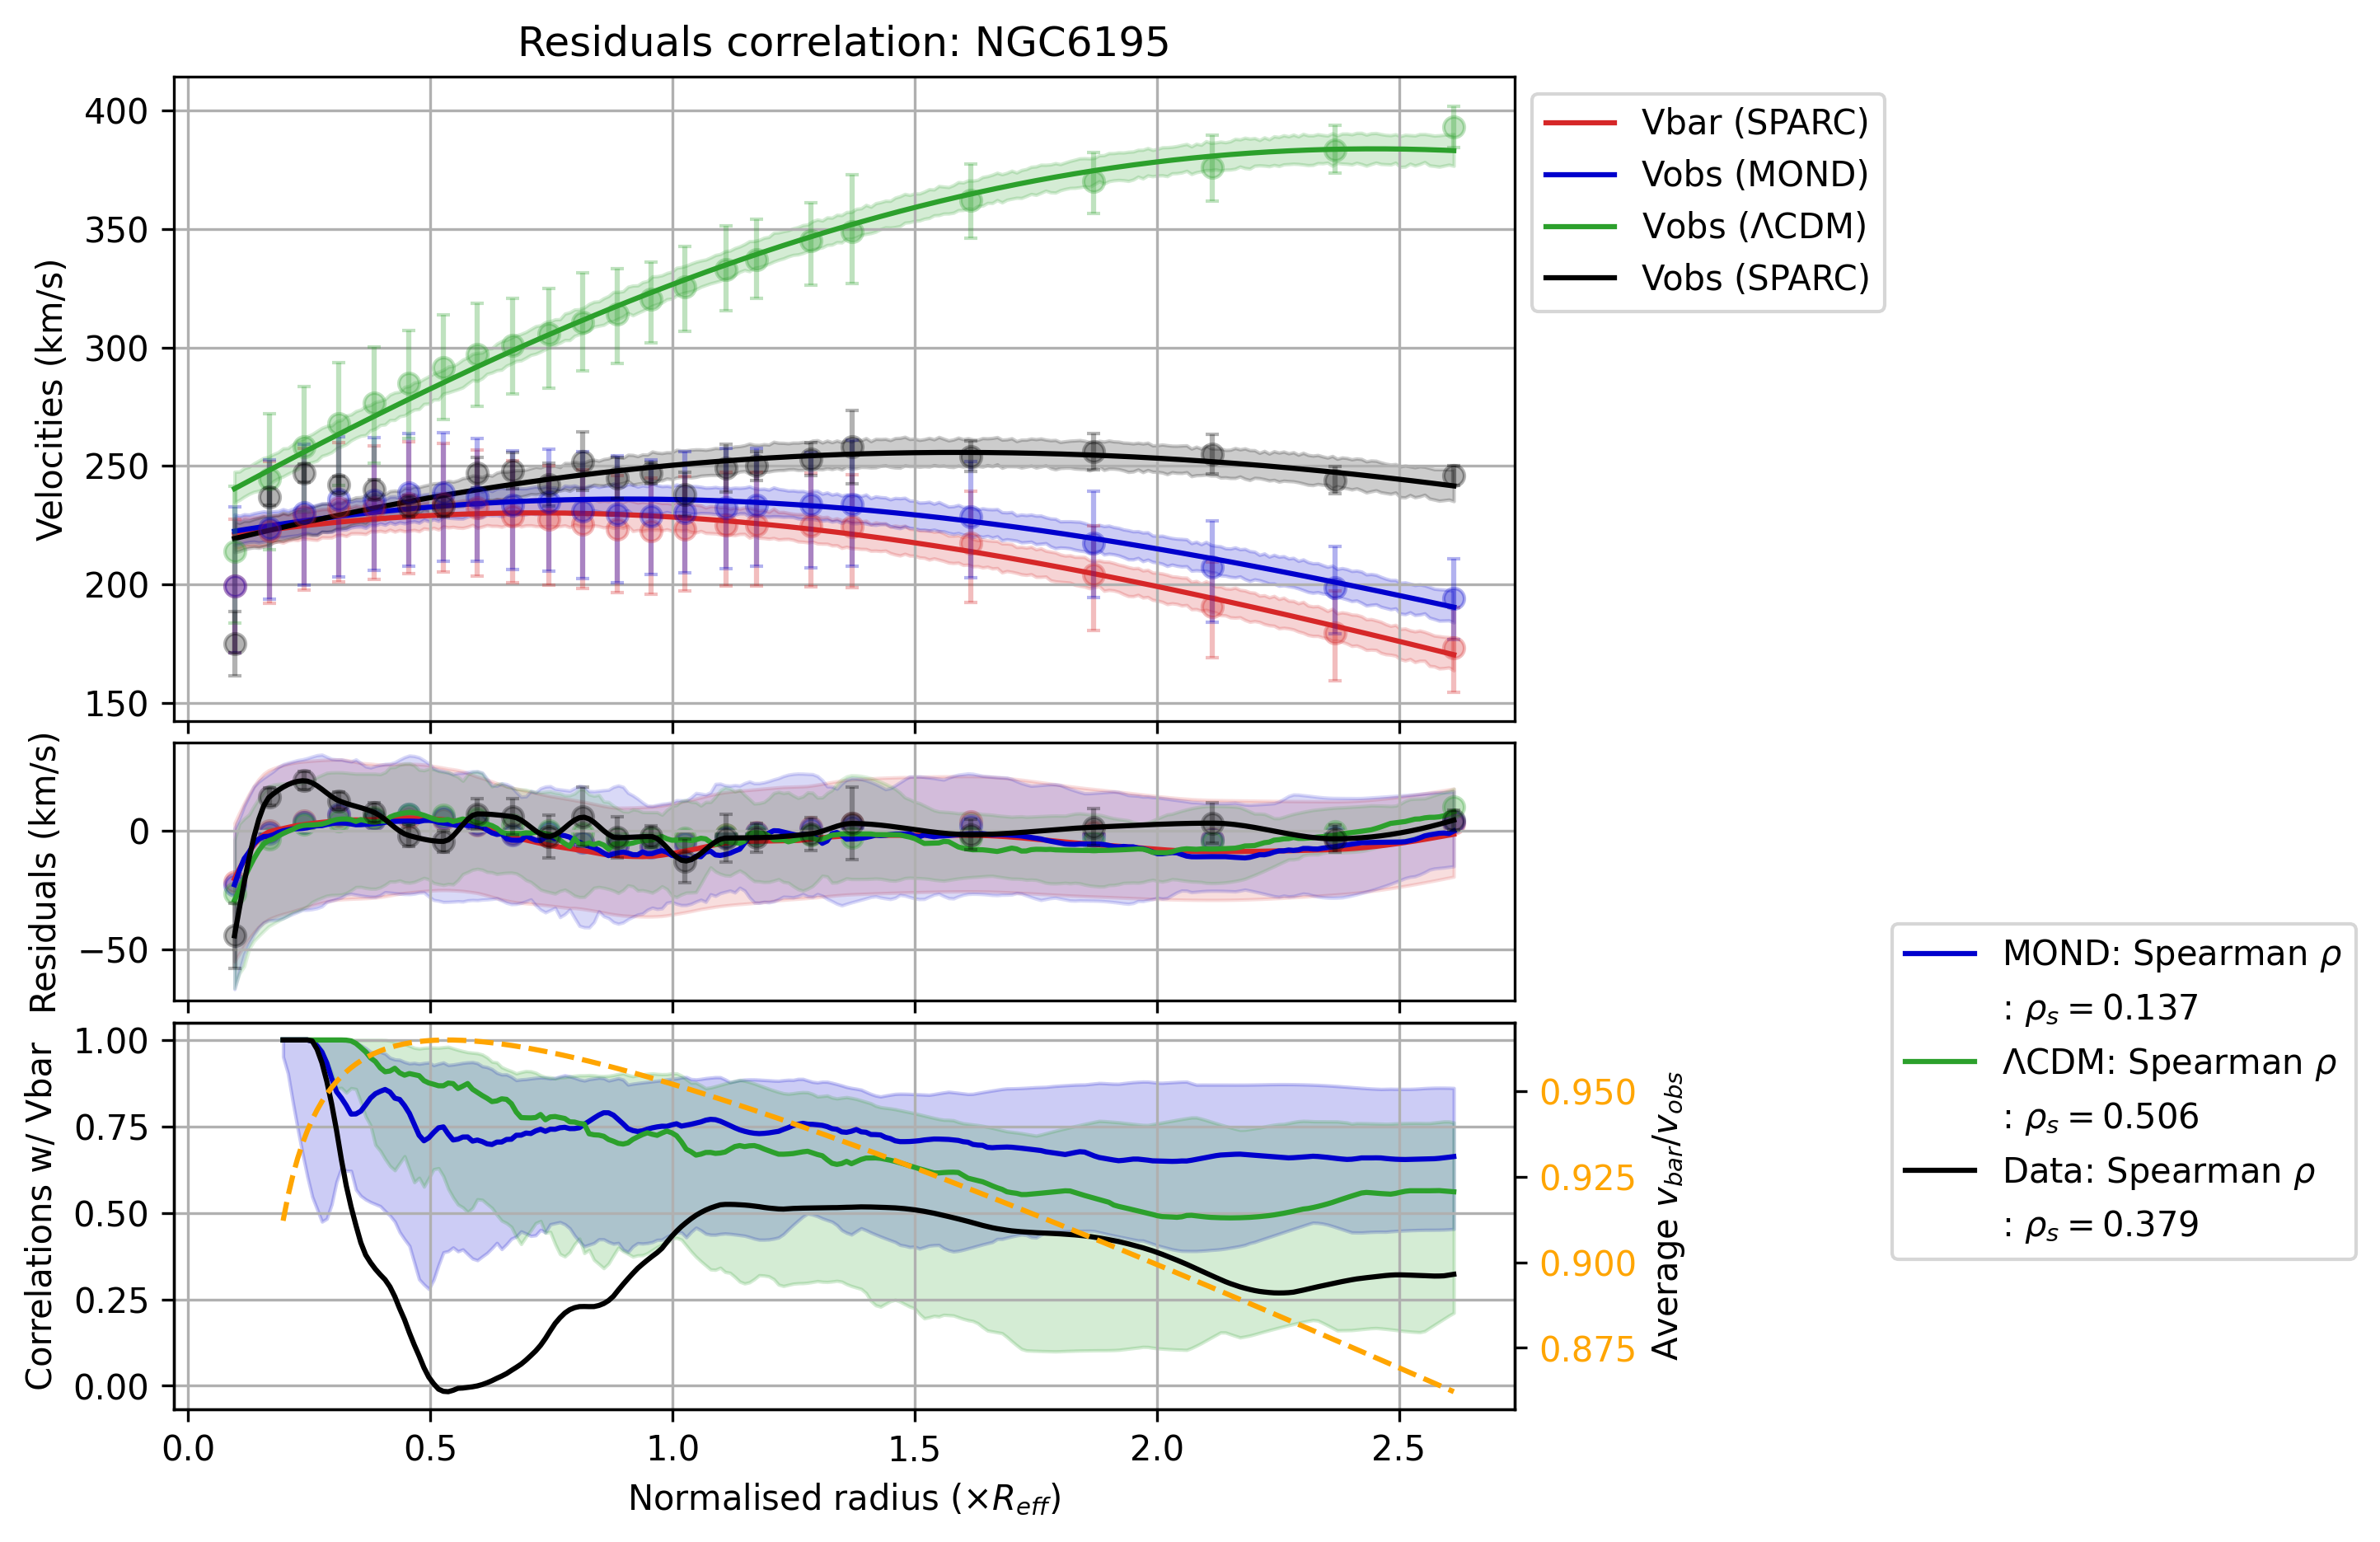 Residuals correlation: NGC6195
Velocities (km/s)
400
350
300
250
200
150
Vbar (SPARC)
Vobs (MOND)
Vobs (ΛCDM)
Vobs (SPARC)
Residuals (km/s)
0
−50
Correlations w/ Vbar
1.00
0.75
0.50
0.25
0.00
0.950
0.925
0.900
0.875
Average v_bar/v_obs
MOND: Spearman ρ
: ρ_s = 0.137
ΛCDM: Spearman ρ
: ρ_s = 0.506
Data: Spearman ρ
: ρ_s = 0.379
0.0 0.5 1.0 1.5 2.0 2.5
Normalised radius (×R_eff)